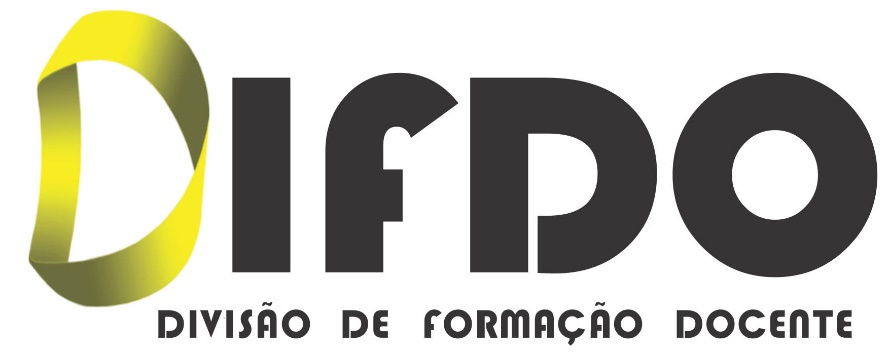 DIFDO
DIVISÃO DE FORMAÇÃO DOCENTE